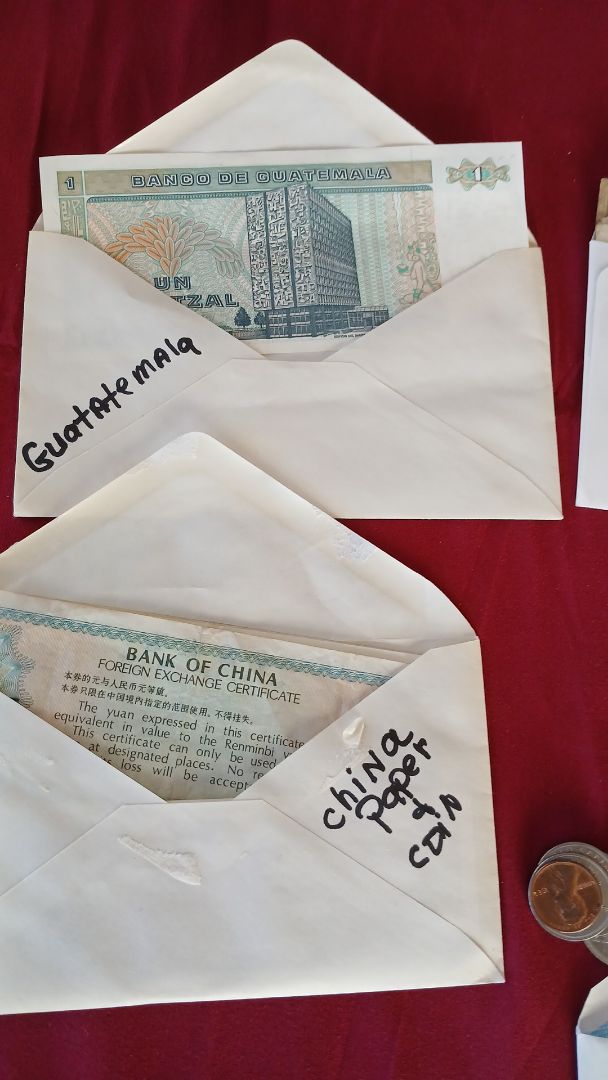 1 BANCO DE GUATEMALA 1
UN
TZAL
GuatAtemAla
BANK OF CHINA
FOREIGN EXCHANGE CERTIFICATE
本券的元与人民币元等值。
本券只限在中国境内指定的范围使用，不得挂失。
The yuan expressed in this certificate
equivalent in value to the Renminbi
This certificate can only be used
at designated places. No
loss will be accept
chiNA
Paper
&
COIN